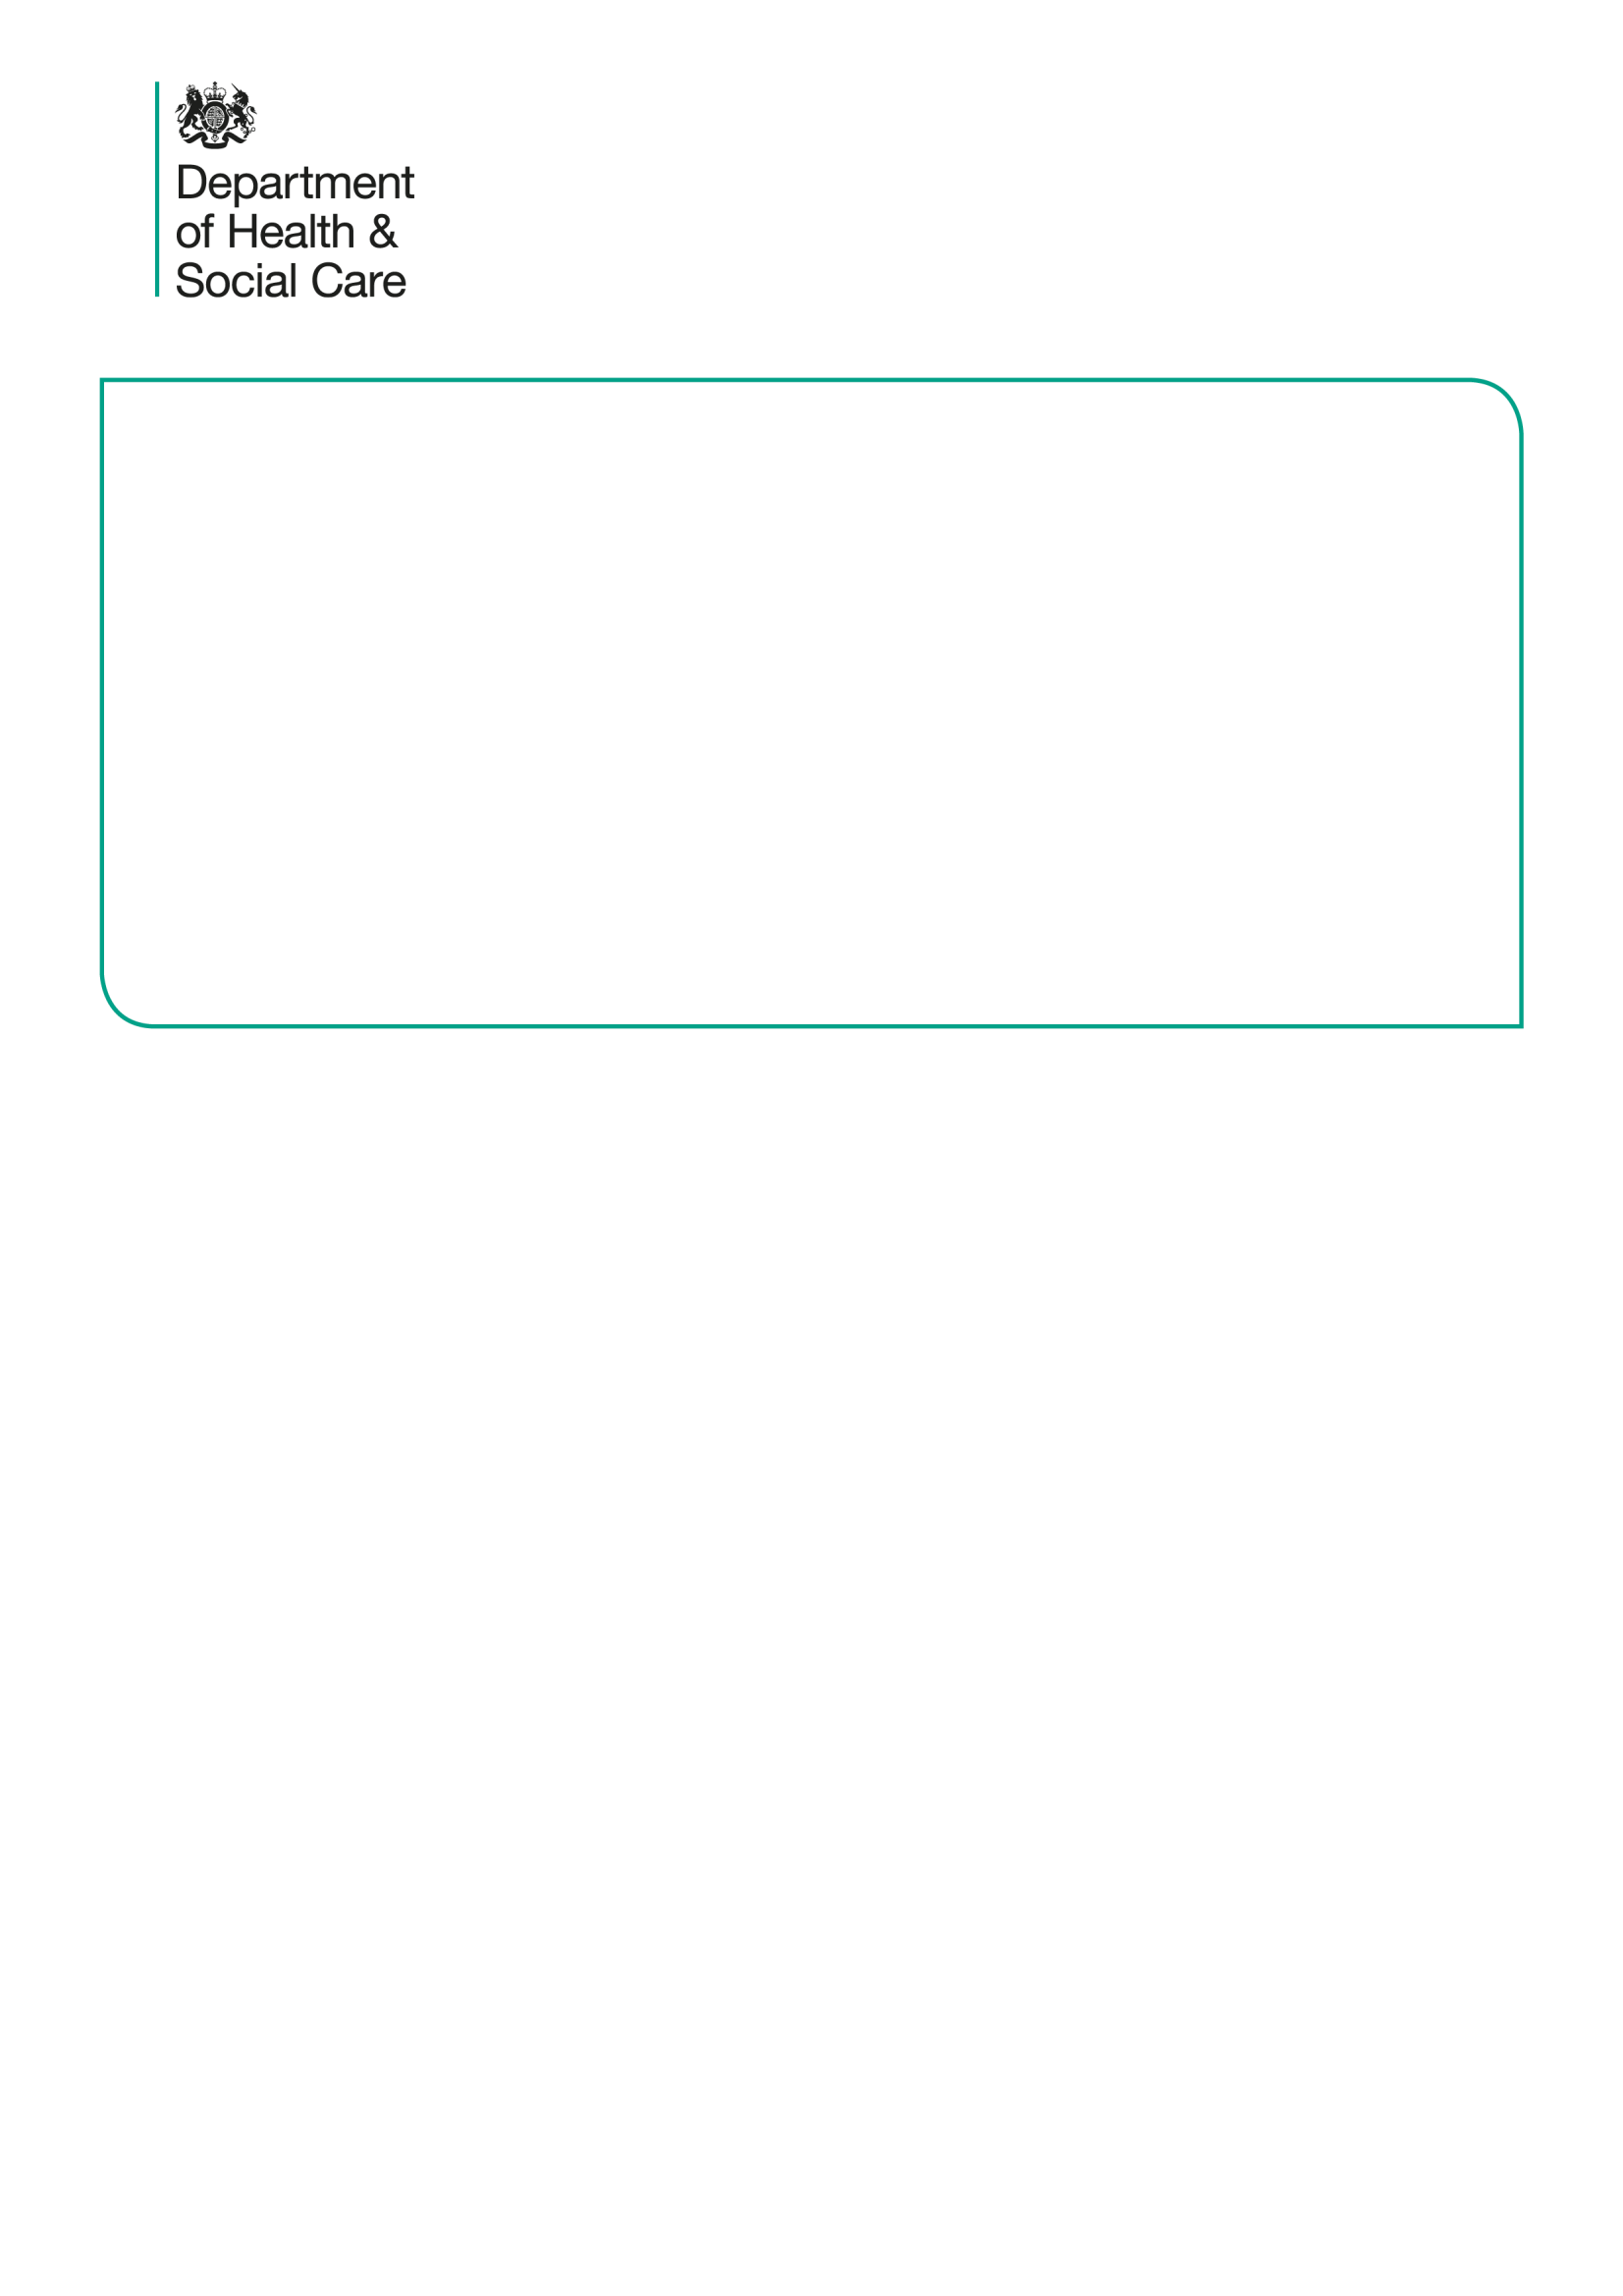 Department
of Health &
Social Care